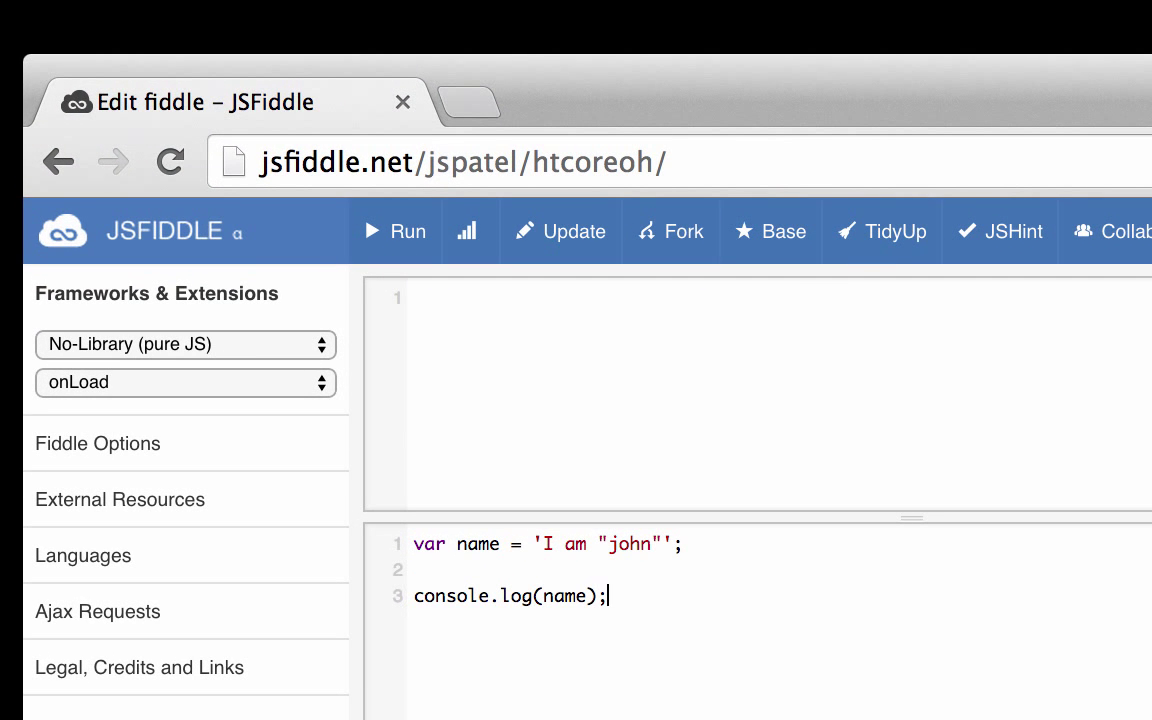 Edit fiddle – JSFiddle
jsfiddle.net/jspatel/htcoreoh/
JSFIDDLE α
Run Update Fork Base TidyUp JSHint Collab
Frameworks & Extensions
No-Library (pure JS)
onLoad
Fiddle Options
External Resources
Languages
Ajax Requests
Legal, Credits and Links
1
1 var name = 'I am "john"';
2
3 console.log(name);